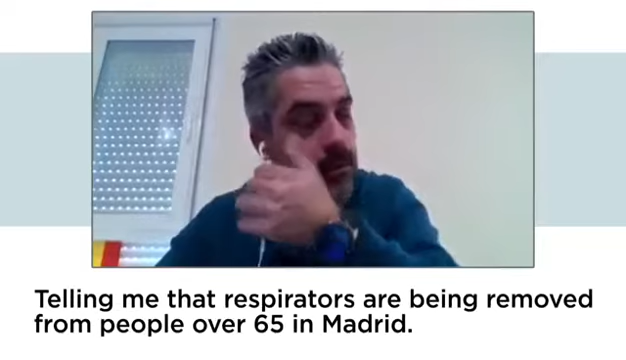 Telling me that respirators are being removed
from people over 65 in Madrid.